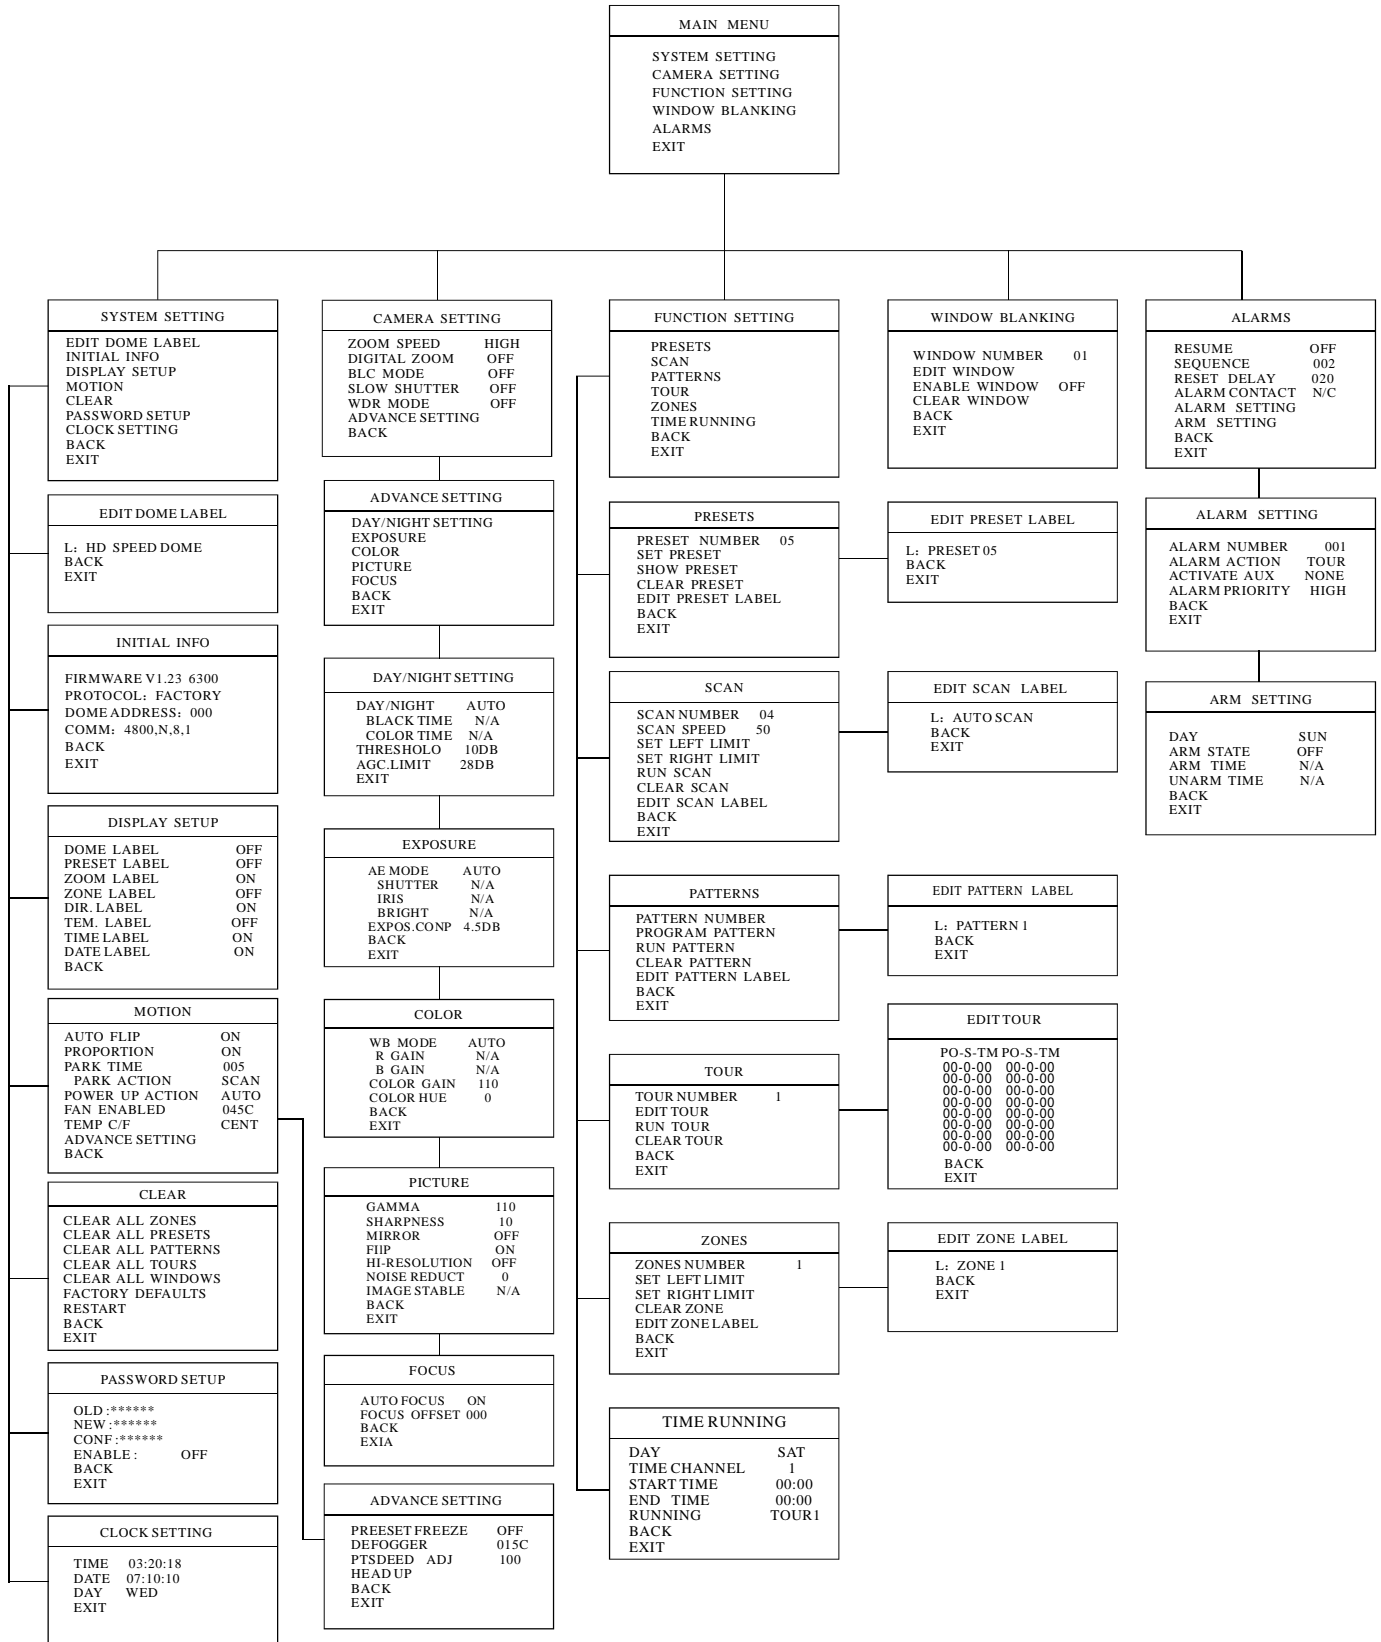 MAIN MENU
SYSTEM SETTING
CAMERA SETTING
FUNCTION SETTING
WINDOW BLANKING
ALARMS
EXIT
SYSTEM SETTING
EDIT DOME LABEL
INITIAL INFO
DISPLAY SETUP
MOTION
CLEAR
PASSWORD SETUP
CLOCK SETTING
BACK
EXIT
EDIT DOME LABEL
L: HD SPEED DOME
BACK
EXIT
INITIAL INFO
FIRMWARE V1.23 6300
PROTOCOL: FACTORY
DOME ADDRESS: 000
COMM: 4800,N,8,1
BACK
EXIT
DISPLAY SETUP
DOME LABEL OFF
PRESET LABEL OFF
ZOOM LABEL ON
ZONE LABEL OFF
DIR. LABEL ON
TEM. LABEL OFF
TIME LABEL ON
DATE LABEL ON
BACK
MOTION
AUTO FLIP ON
PROPORTION ON
PARK TIME 005
PARK ACTION SCAN
POWER UP ACTION AUTO
FAN ENABLED 045C
TEMP C/F CENT
ADVANCE SETTING
BACK
CLEAR
CLEAR ALL ZONES
CLEAR ALL PRESETS
CLEAR ALL PATTERNS
CLEAR ALL TOURS
CLEAR ALL WINDOWS
FACTORY DEFAULTS
RESTART
BACK
EXIT
PASSWORD SETUP
OLD :******
NEW :******
CONF :******
ENABLE : OFF
BACK
EXIT
CLOCK SETTING
TIME 03:20:18
DATE 07:10:10
DAY WED
EXIT
CAMERA SETTING
ZOOM SPEED HIGH
DIGITAL ZOOM OFF
BLC MODE OFF
SLOW SHUTTER OFF
WDR MODE OFF
ADVANCE SETTING
BACK
ADVANCE SETTING
DAY/NIGHT SETTING
EXPOSURE
COLOR
PICTURE
FOCUS
BACK
EXIT
DAY/NIGHT SETTING
DAY/NIGHT AUTO
BLACK TIME N/A
COLOR TIME N/A
THRESHOLO 10DB
AGC.LIMIT 28DB
EXIT
EXPOSURE
AE MODE AUTO
SHUTTER N/A
IRIS N/A
BRIGHT N/A
EXPOS.CONP 4.5DB
BACK
EXIT
COLOR
WB MODE AUTO
R GAIN N/A
B GAIN N/A
COLOR GAIN 110
COLOR HUE 0
BACK
EXIT
PICTURE
GAMMA 110
SHARPNESS 10
MIRROR OFF
FIIP ON
HI-RESOLUTION OFF
NOISE REDUCT 0
IMAGE STABLE N/A
BACK
EXIT
FOCUS
AUTO FOCUS ON
FOCUS OFFSET 000
BACK
EXIA
ADVANCE SETTING
PREESET FREEZE OFF
DEFOGGER 015C
PTSDEED ADJ 100
HEAD UP
BACK
EXIT
FUNCTION SETTING
PRESETS
SCAN
PATTERNS
TOUR
ZONES
TIME RUNNING
BACK
EXIT
PRESETS
PRESET NUMBER 05
SET PRESET
SHOW PRESET
CLEAR PRESET
EDIT PRESET LABEL
BACK
EXIT
SCAN
SCAN NUMBER 04
SCAN SPEED 50
SET LEFT LIMIT
SET RIGHT LIMIT
RUN SCAN
CLEAR SCAN
EDIT SCAN LABEL
BACK
EXIT
PATTERNS
PATTERN NUMBER
PROGRAM PATTERN
RUN PATTERN
CLEAR PATTERN
EDIT PATTERN LABEL
BACK
EXIT
TOUR
TOUR NUMBER 1
EDIT TOUR
RUN TOUR
CLEAR TOUR
BACK
EXIT
ZONES
ZONES NUMBER 1
SET LEFT LIMIT
SET RIGHT LIMIT
CLEAR ZONE
EDIT ZONE LABEL
BACK
EXIT
TIME RUNNING
DAY SAT
TIME CHANNEL 1
START TIME 00:00
END TIME 00:00
RUNNING TOUR1
BACK
EXIT
WINDOW BLANKING
WINDOW NUMBER 01
EDIT WINDOW
ENABLE WINDOW OFF
CLEAR WINDOW
BACK
EXIT
EDIT PRESET LABEL
L: PRESET 05
BACK
EXIT
EDIT SCAN LABEL
L: AUTO SCAN
BACK
EXIT
EDIT PATTERN LABEL
L: PATTERN 1
BACK
EXIT
EDIT TOUR
PO-S-TM PO-S-TM
00-0-00 00-0-00
00-0-00 00-0-00
00-0-00 00-0-00
00-0-00 00-0-00
00-0-00 00-0-00
00-0-00 00-0-00
00-0-00 00-0-00
00-0-00 00-0-00
BACK
EXIT
EDIT ZONE LABEL
L: ZONE 1
BACK
EXIT
ALARMS
RESUME OFF
SEQUENCE 002
RESET DELAY 020
ALARM CONTACT N/C
ALARM SETTING
ARM SETTING
BACK
EXIT
ALARM SETTING
ALARM NUMBER 001
ALARM ACTION TOUR
ACTIVATE AUX NONE
ALARM PRIORITY HIGH
BACK
EXIT
ARM SETTING
DAY SUN
ARM STATE OFF
ARM TIME N/A
UNARM TIME N/A
BACK
EXIT